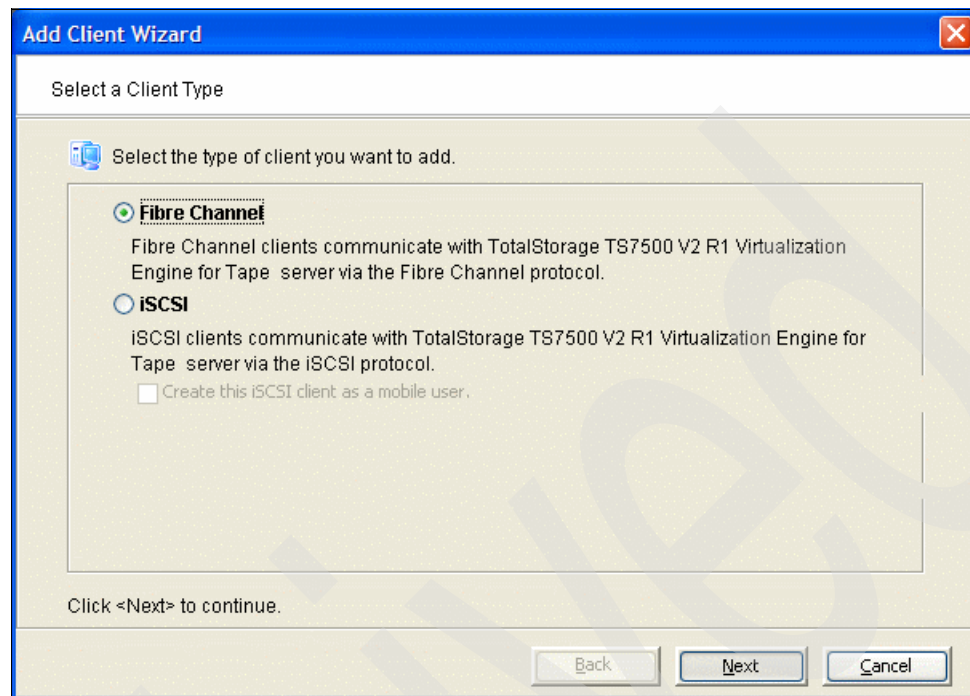 Add Client Wizard
Select a Client Type
Select the type of client you want to add.
Fibre Channel
Fibre Channel clients communicate with TotalStorage TS7500 V2 R1 Virtualization
Engine for Tape server via the Fibre Channel protocol.
iSCSI
iSCSI clients communicate with TotalStorage TS7500 V2 R1 Virtualization Engine for
Tape server via the iSCSI protocol.
Create this iSCSI client as a mobile user.
Click <Next> to continue.
Back
Next
Cancel